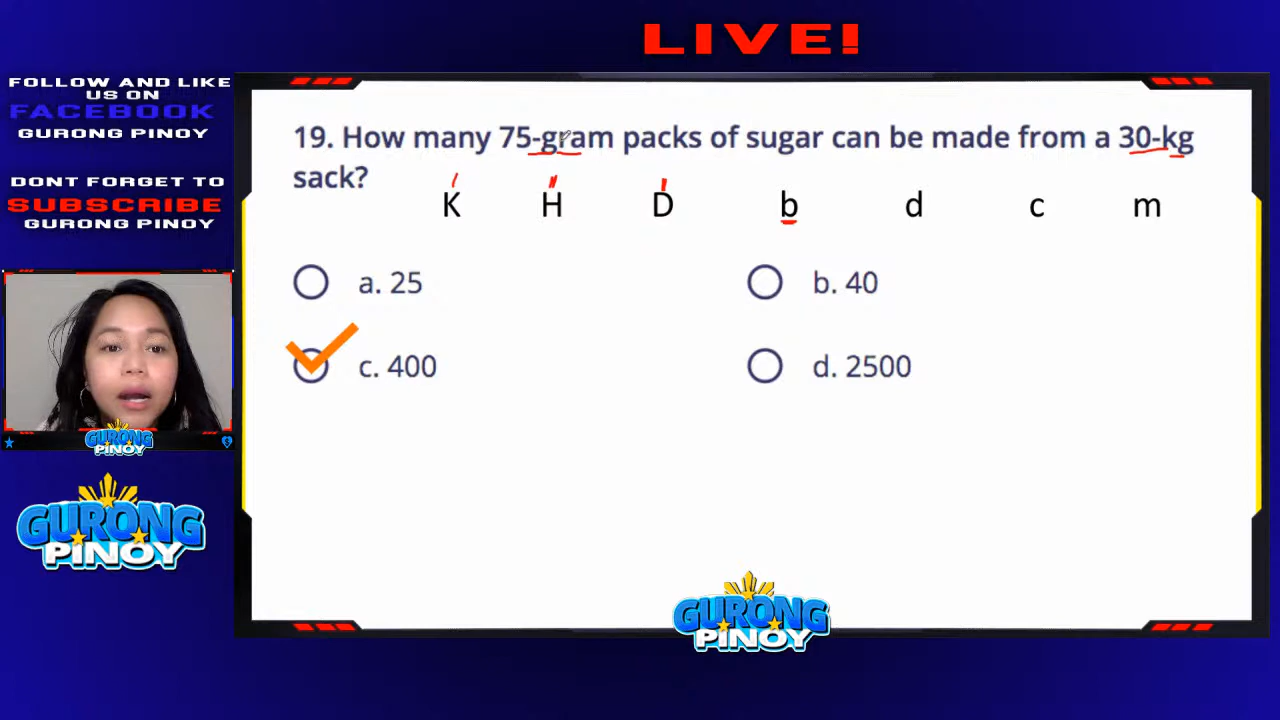 LIVE!
FOLLOW AND LIKE
US ON
FACEBOOK
GURONG PINOY
DONT FORGET TO
SUBSCRIBE
GURONG PINOY
19. How many 75-gram packs of sugar can be made from a 30-kg
sack?
K H D b d c m
a. 25
b. 40
c. 400
d. 2500
GURONG
PINOY
GURONG
PINOY
GURONG
PINOY